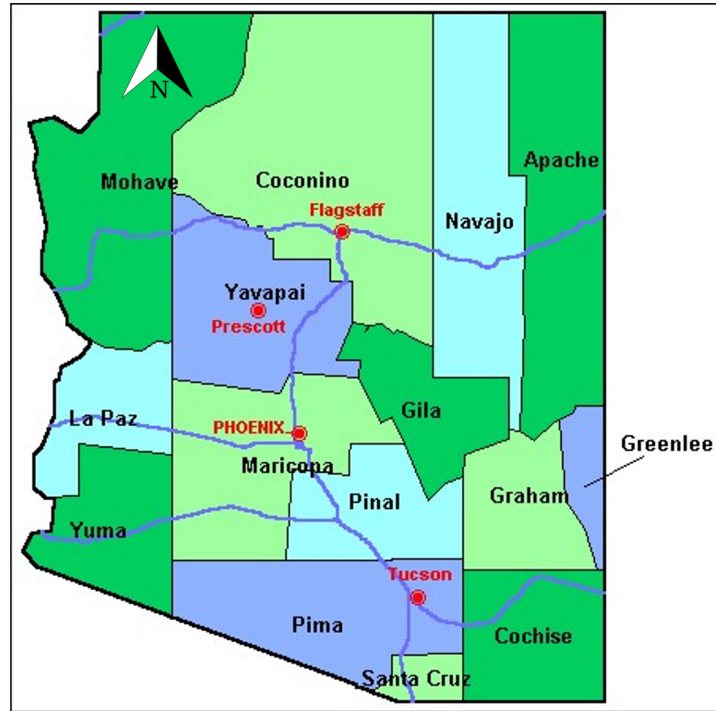 N
Mohave
Coconino
Apache
Navajo
Flagstaff
Yavapai
Prescott
La Paz
Gila
PHOENIX
Maricopa
Greenlee
Pinal
Graham
Yuma
Tucson
Pima
Cochise
Santa Cruz